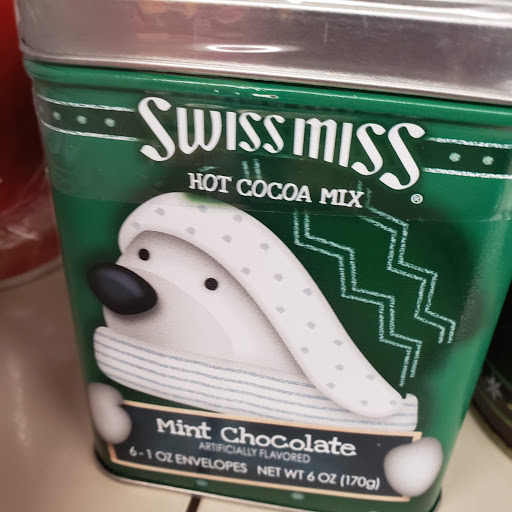 SWISS MISS
HOT COCOA MIX
®
Mint Chocolate
ARTIFICIALLY FLAVORED
6-1 OZ ENVELOPES NET WT 6 OZ (170g)